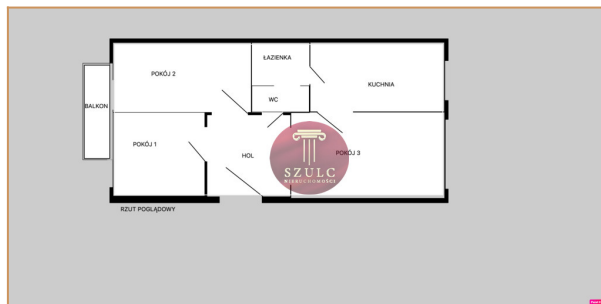 ŁAZIENKA
POKÓJ 2
KUCHNIA
WC
BALKON
POKÓJ 1
HOL
POKÓJ 3
SZULC
NIERUCHOMOŚCI
RZUT POGLĄDOWY